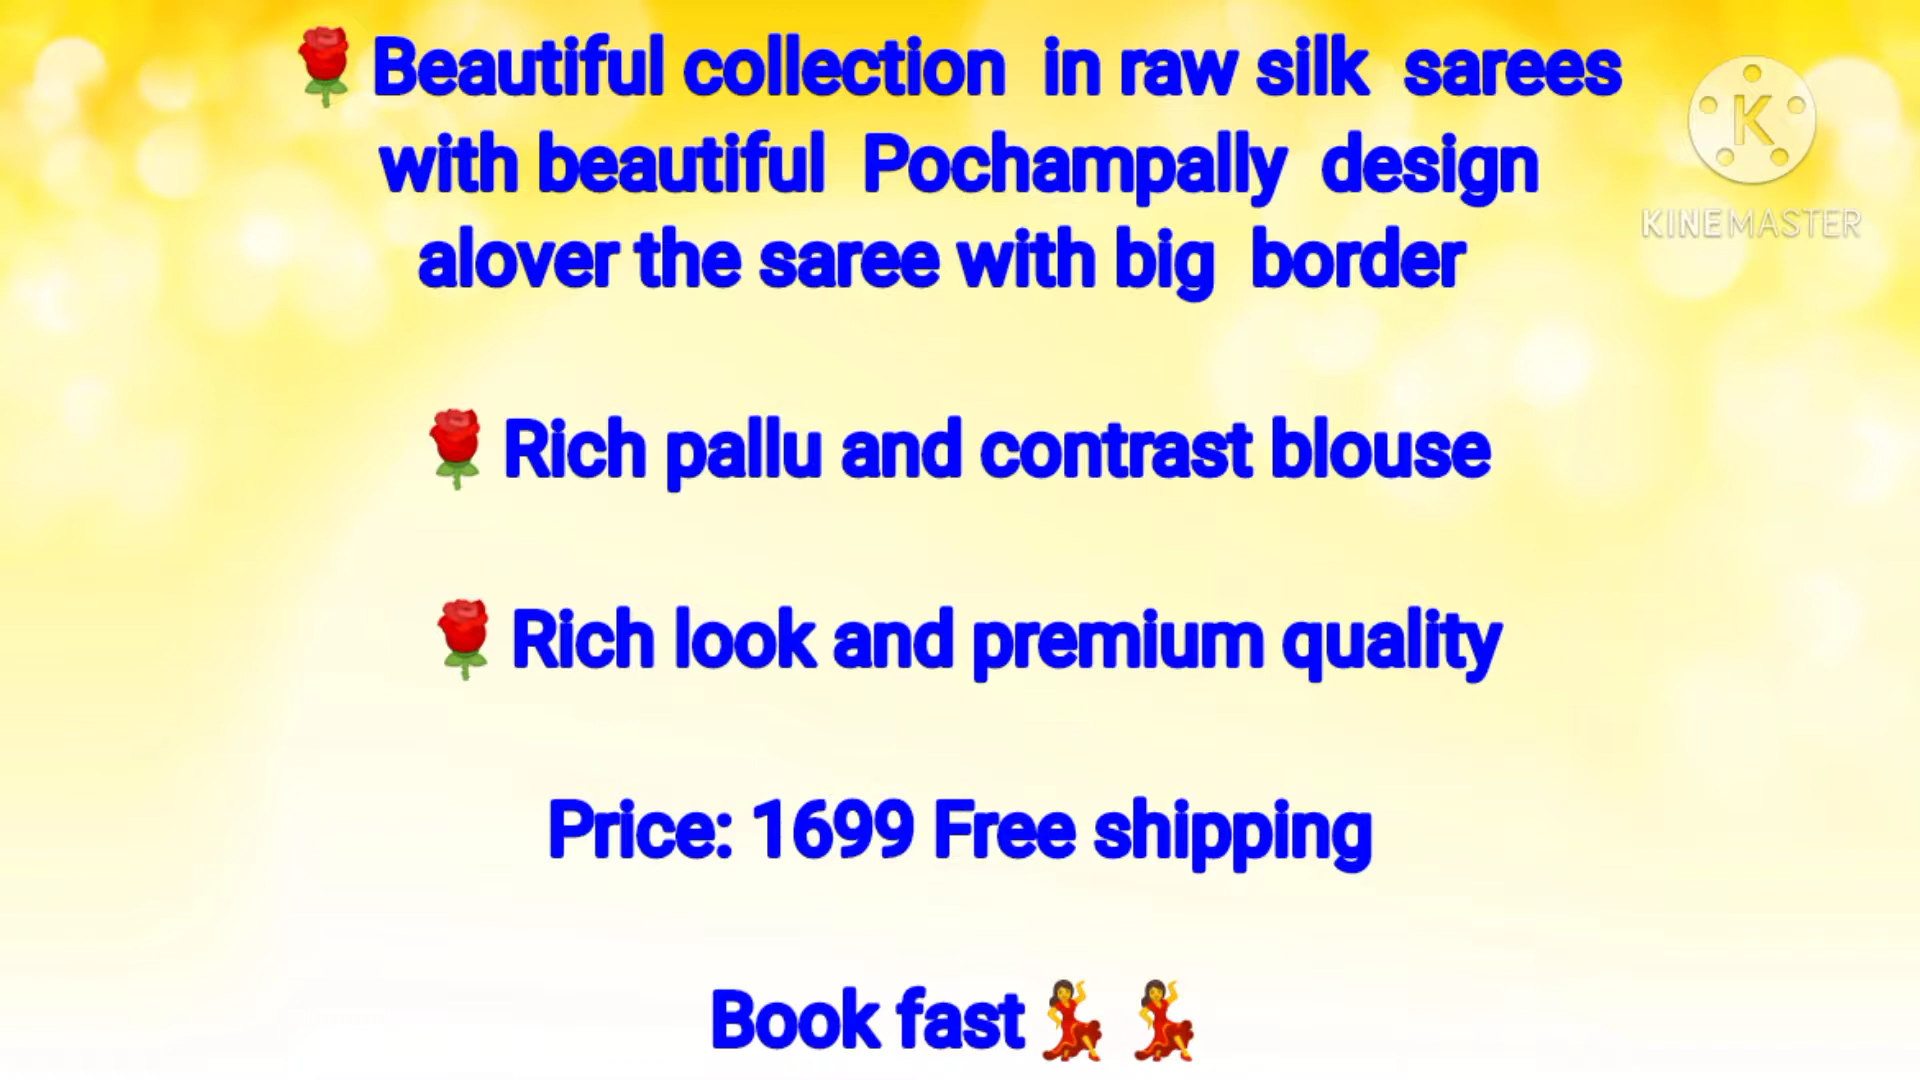 🌹Beautiful collection in raw silk sarees
with beautiful Pochampally design
alover the saree with big border
🌹Rich pallu and contrast blouse
🌹Rich look and premium quality
Price: 1699 Free shipping
Book fast💃💃
K
KINEMASTER